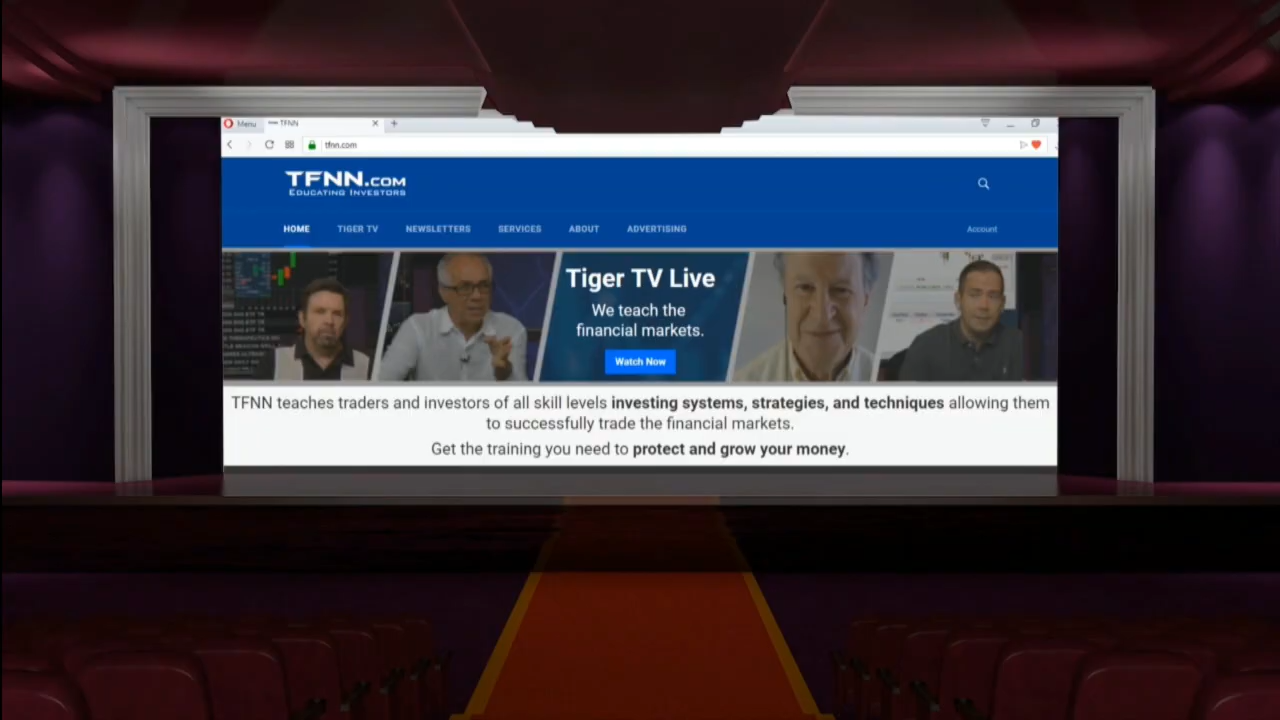 Menu
TFNN
tfnn.com
TFNN.COM
EDUCATING INVESTORS
HOME TIGER TV NEWSLETTERS SERVICES ABOUT ADVERTISING Account
Tiger TV Live
We teach the
financial markets.
Watch Now
TFNN teaches traders and investors of all skill levels investing systems, strategies, and techniques allowing them
to successfully trade the financial markets.
Get the training you need to protect and grow your money.